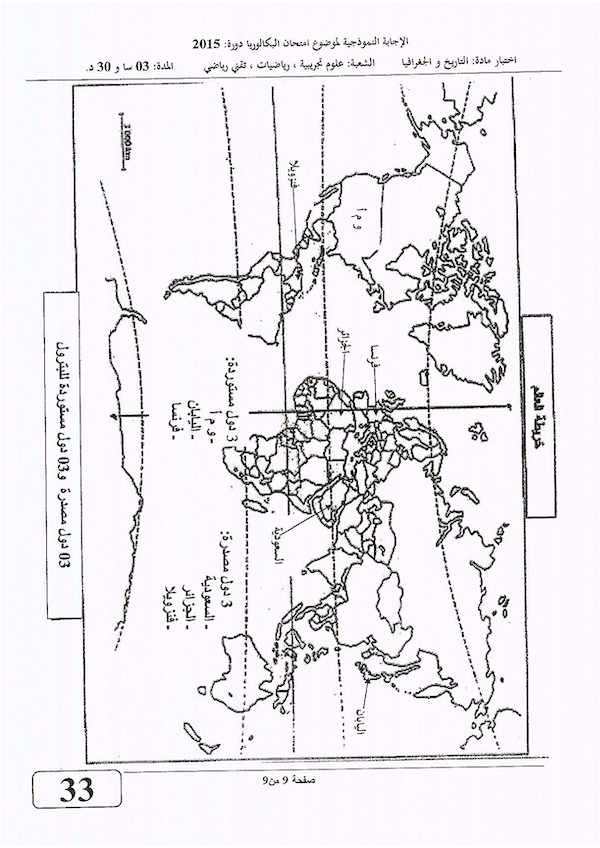 الإجابة النموذجية لموضوع امتحان البكالوريا دورة: 2015
اختبار مادة: التاريخ و الجغرافيا الشعبة: علوم تجريبية ، رياضيات ، تقني رياضي المدة: 03 سا و 30 د.
خريطة العالم
و م أ
فنزويلا
الجزائر
فرنسا
السعودية
اليابان
3 دول مستوردة:
- و م أ
- اليابان
- فرنسا
3 دول مصدرة:
- السعودية
- الجزائر
- فنزويلا
2000km
03 دول مصدرة و03 دول مستوردة للبترول
صفحة 9 من9
33